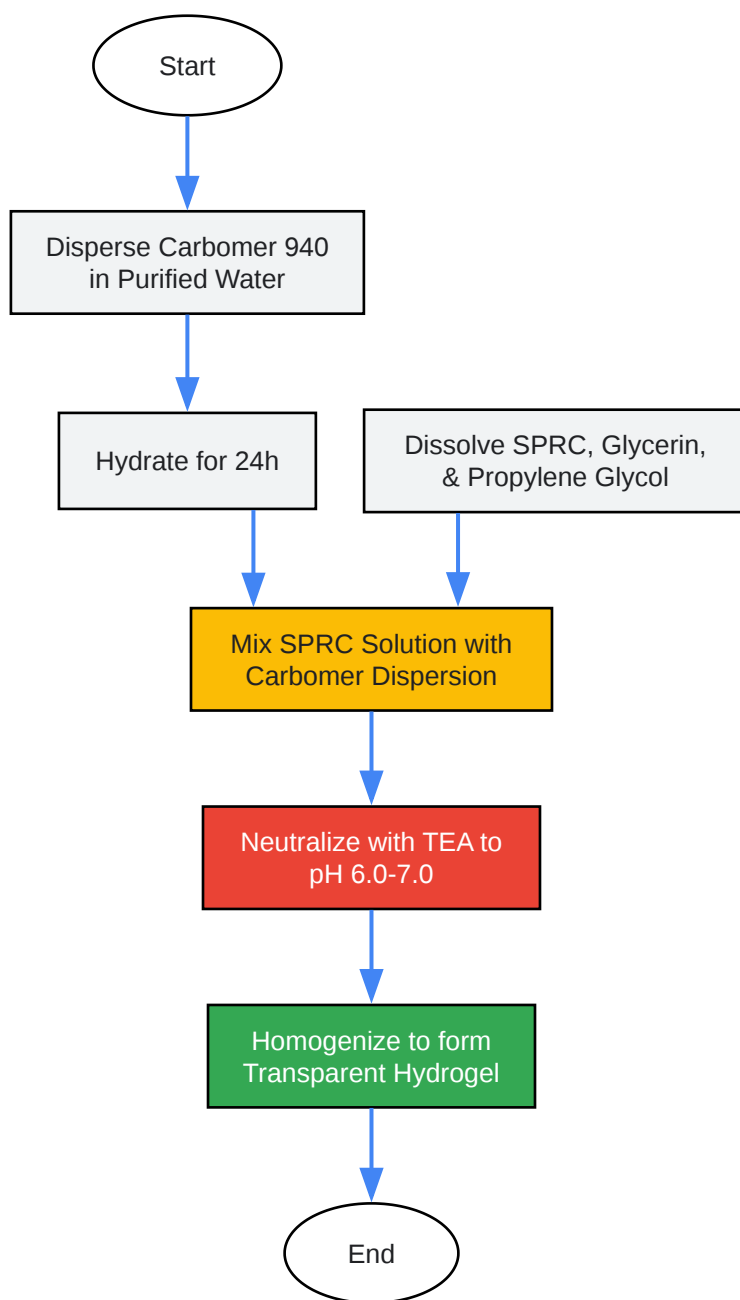 Start
Disperse Carbomer 940
in Purified Water
Hydrate for 24h
Dissolve SPRC, Glycerin,
& Propylene Glycol
Mix SPRC Solution with
Carbomer Dispersion
Neutralize with TEA to
pH 6.0-7.0
Homogenize to form
Transparent Hydrogel
End